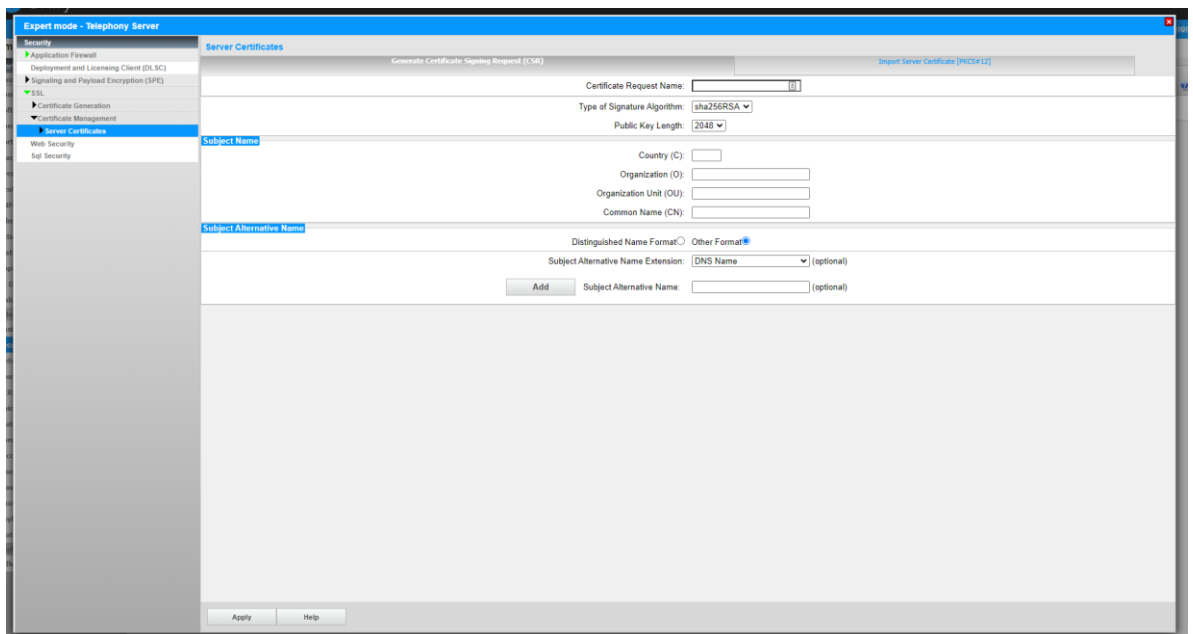 Expert mode - Telephony Server
Security
Application Firewall
Deployment and Licensing Client (DLSC)
Signaling and Payload Encryption (SPE)
SSL
Certificate Generation
Certificate Management
Server Certificates
Web Security
Sql Security
Server Certificates
Generate Certificate Signing Request (CSR)
Import Server Certificate [PKCS#12]
Certificate Request Name:
Type of Signature Algorithm: sha256RSA
Public Key Length: 2048
Subject Name
Country (C):
Organization (O):
Organization Unit (OU):
Common Name (CN):
Subject Alternative Name
Distinguished Name Format Other Format
Subject Alternative Name Extension: DNS Name (optional)
Add Subject Alternative Name: (optional)
Apply Help